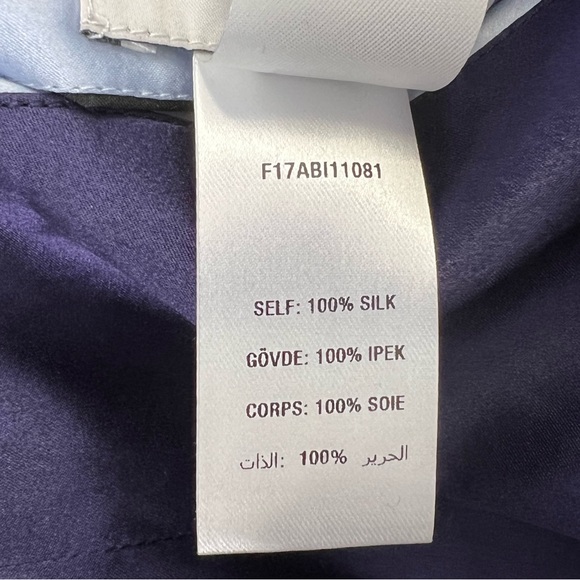 F17ABI11081
SELF: 100% SILK
GÖVDE: 100% IPEK
CORPS: 100% SOIE
الذات: 100% الحرير